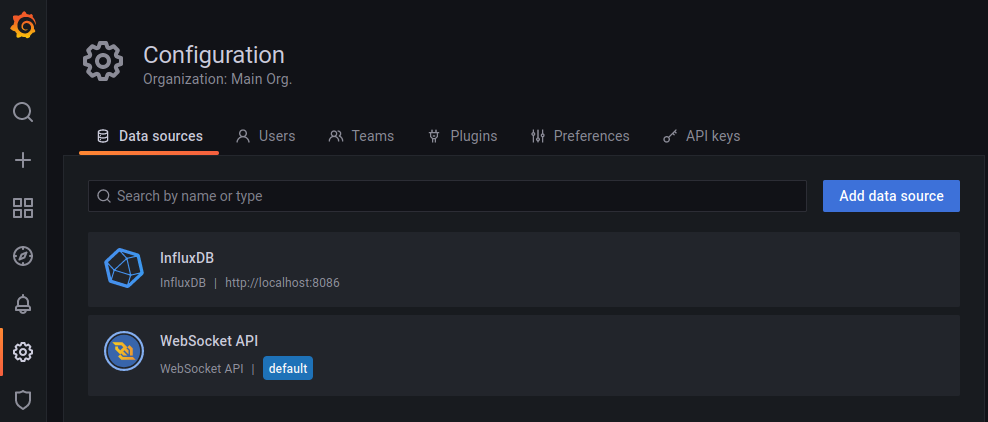 Configuration
Organization: Main Org.
Data sources Users Teams Plugins Preferences API keys
Search by name or type Add data source
InfluxDB
InfluxDB | http://localhost:8086
WebSocket API
WebSocket API | default